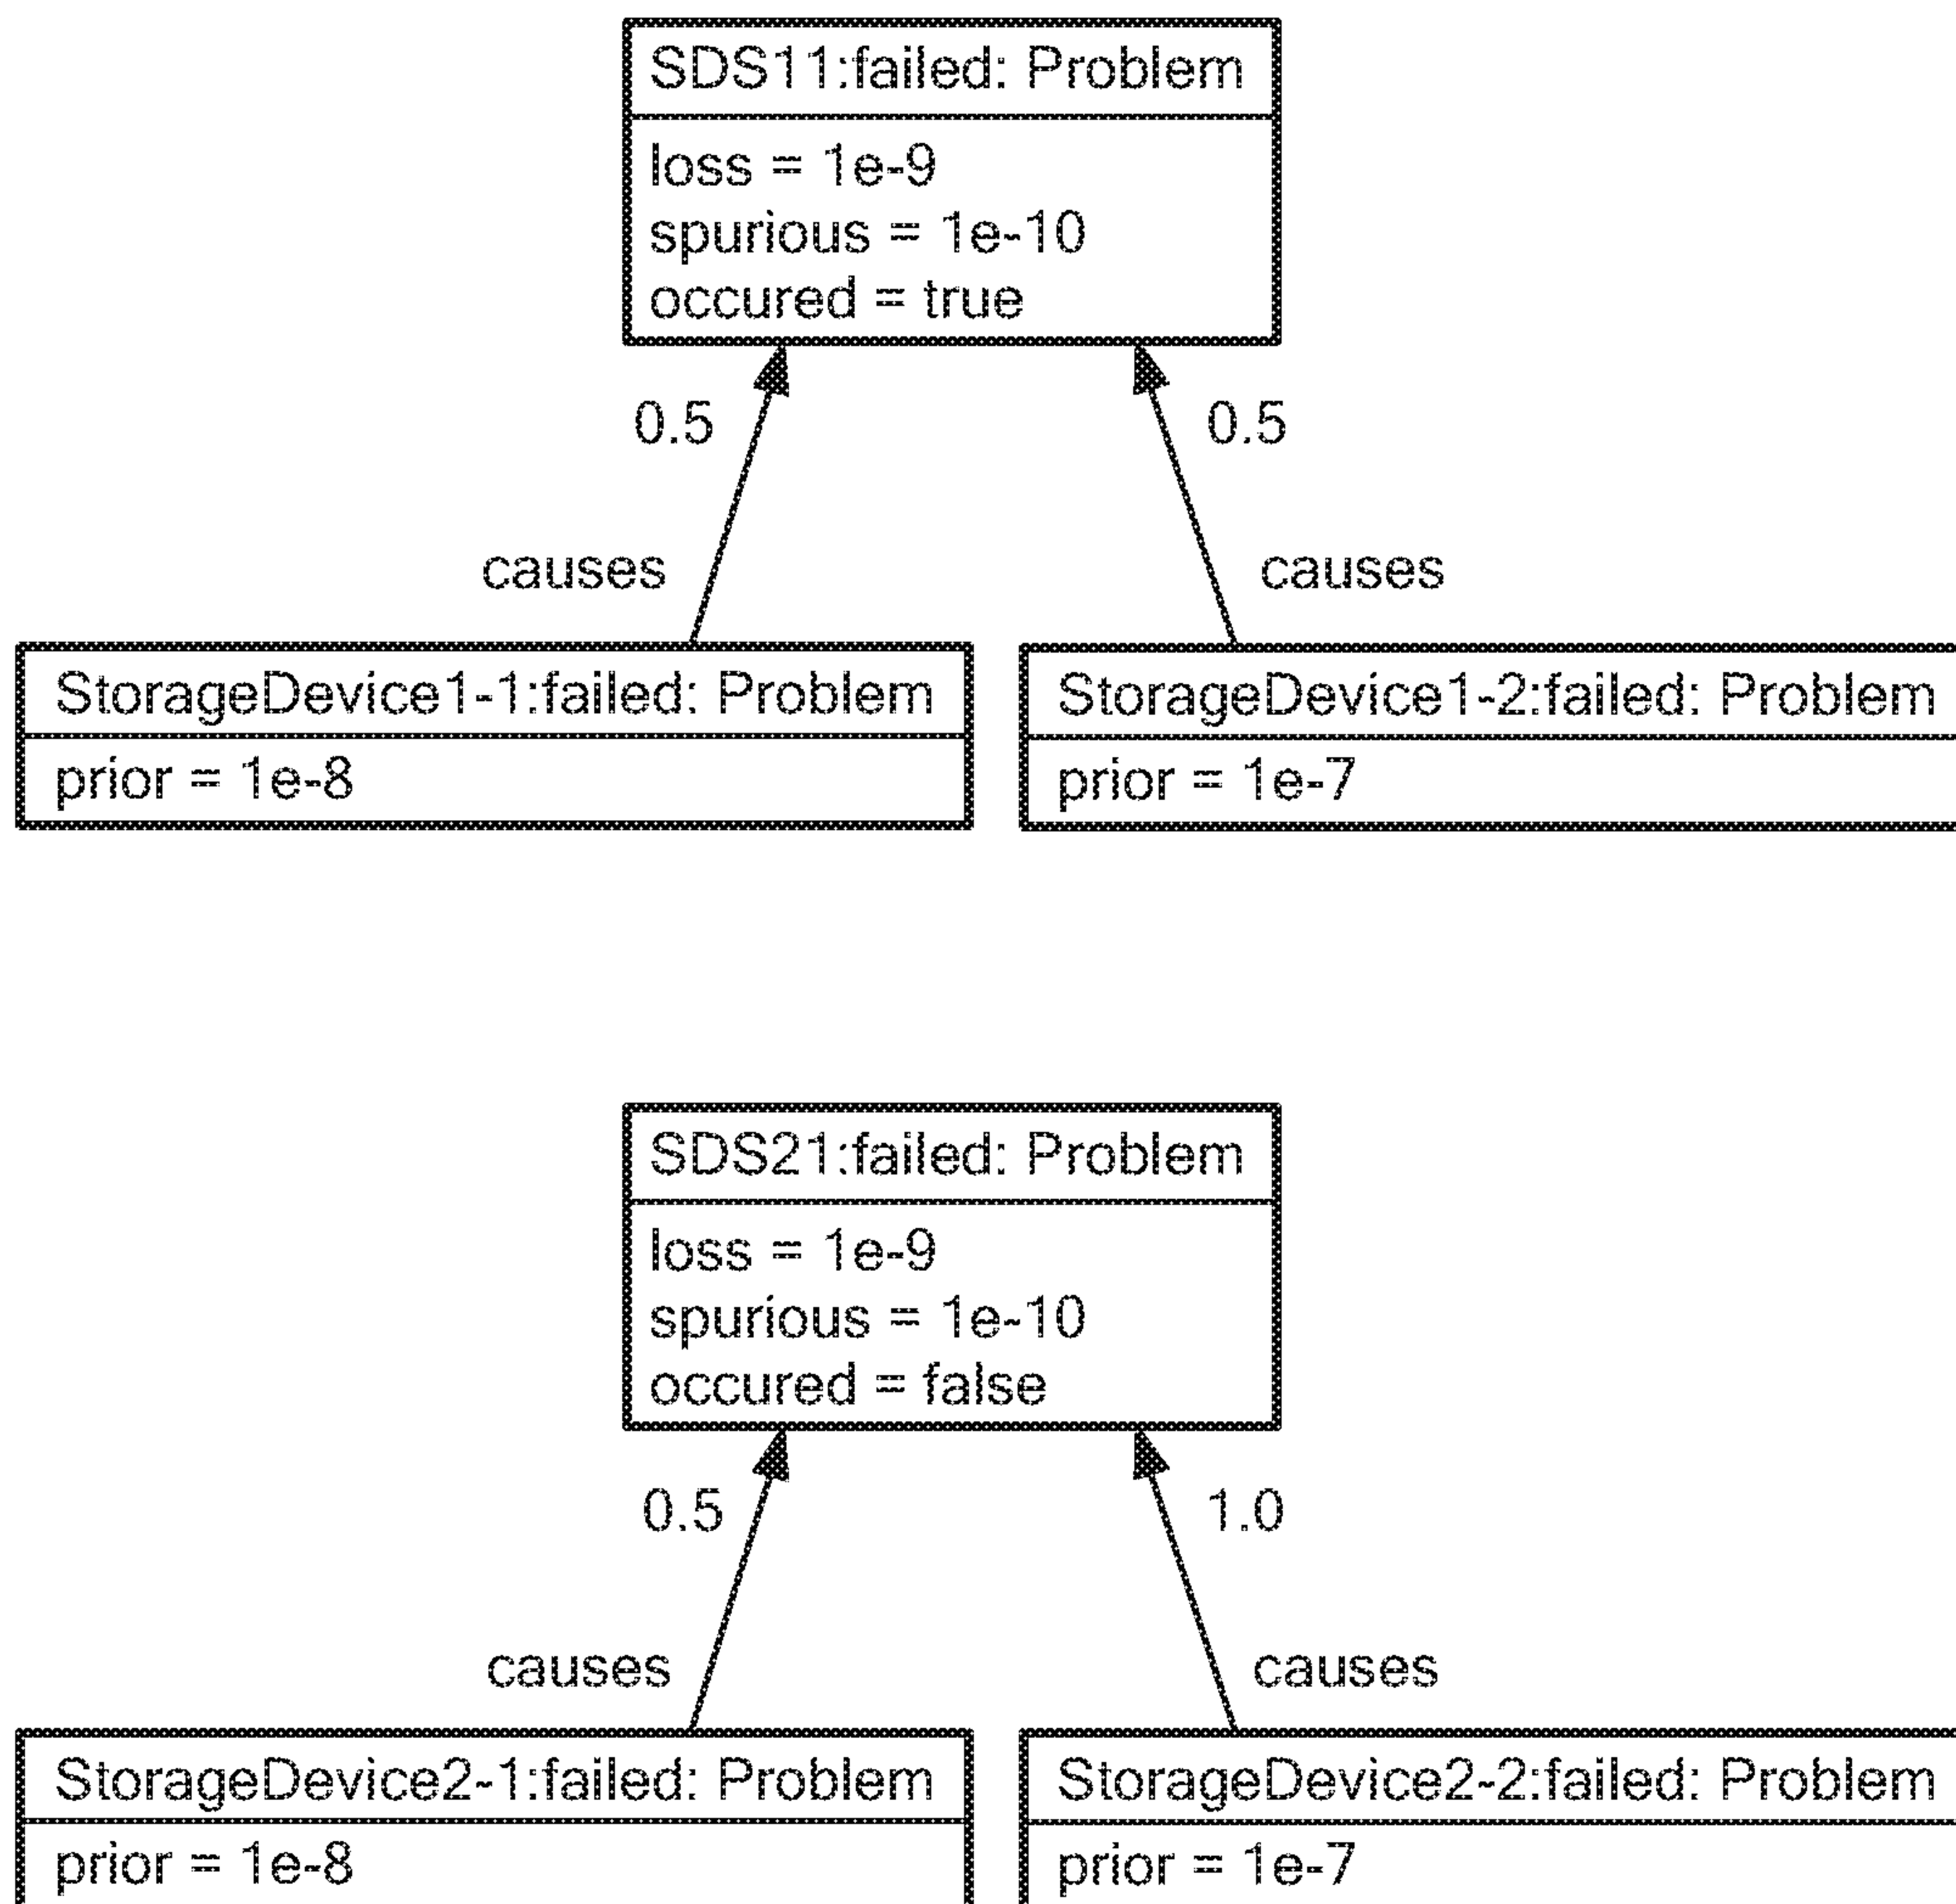 SDS11:failed: Problem
loss = 1e-9
spurious = 1e-10
occured = true
0.5
0.5
causes
causes
StorageDevice1-1:failed: Problem
prior = 1e-8
StorageDevice1-2:failed: Problem
prior = 1e-7
SDS21:failed: Problem
loss = 1e-9
spurious = 1e-10
occured = false
0.5
1.0
causes
causes
StorageDevice2-1:failed: Problem
prior = 1e-8
StorageDevice2-2:failed: Problem
prior = 1e-7